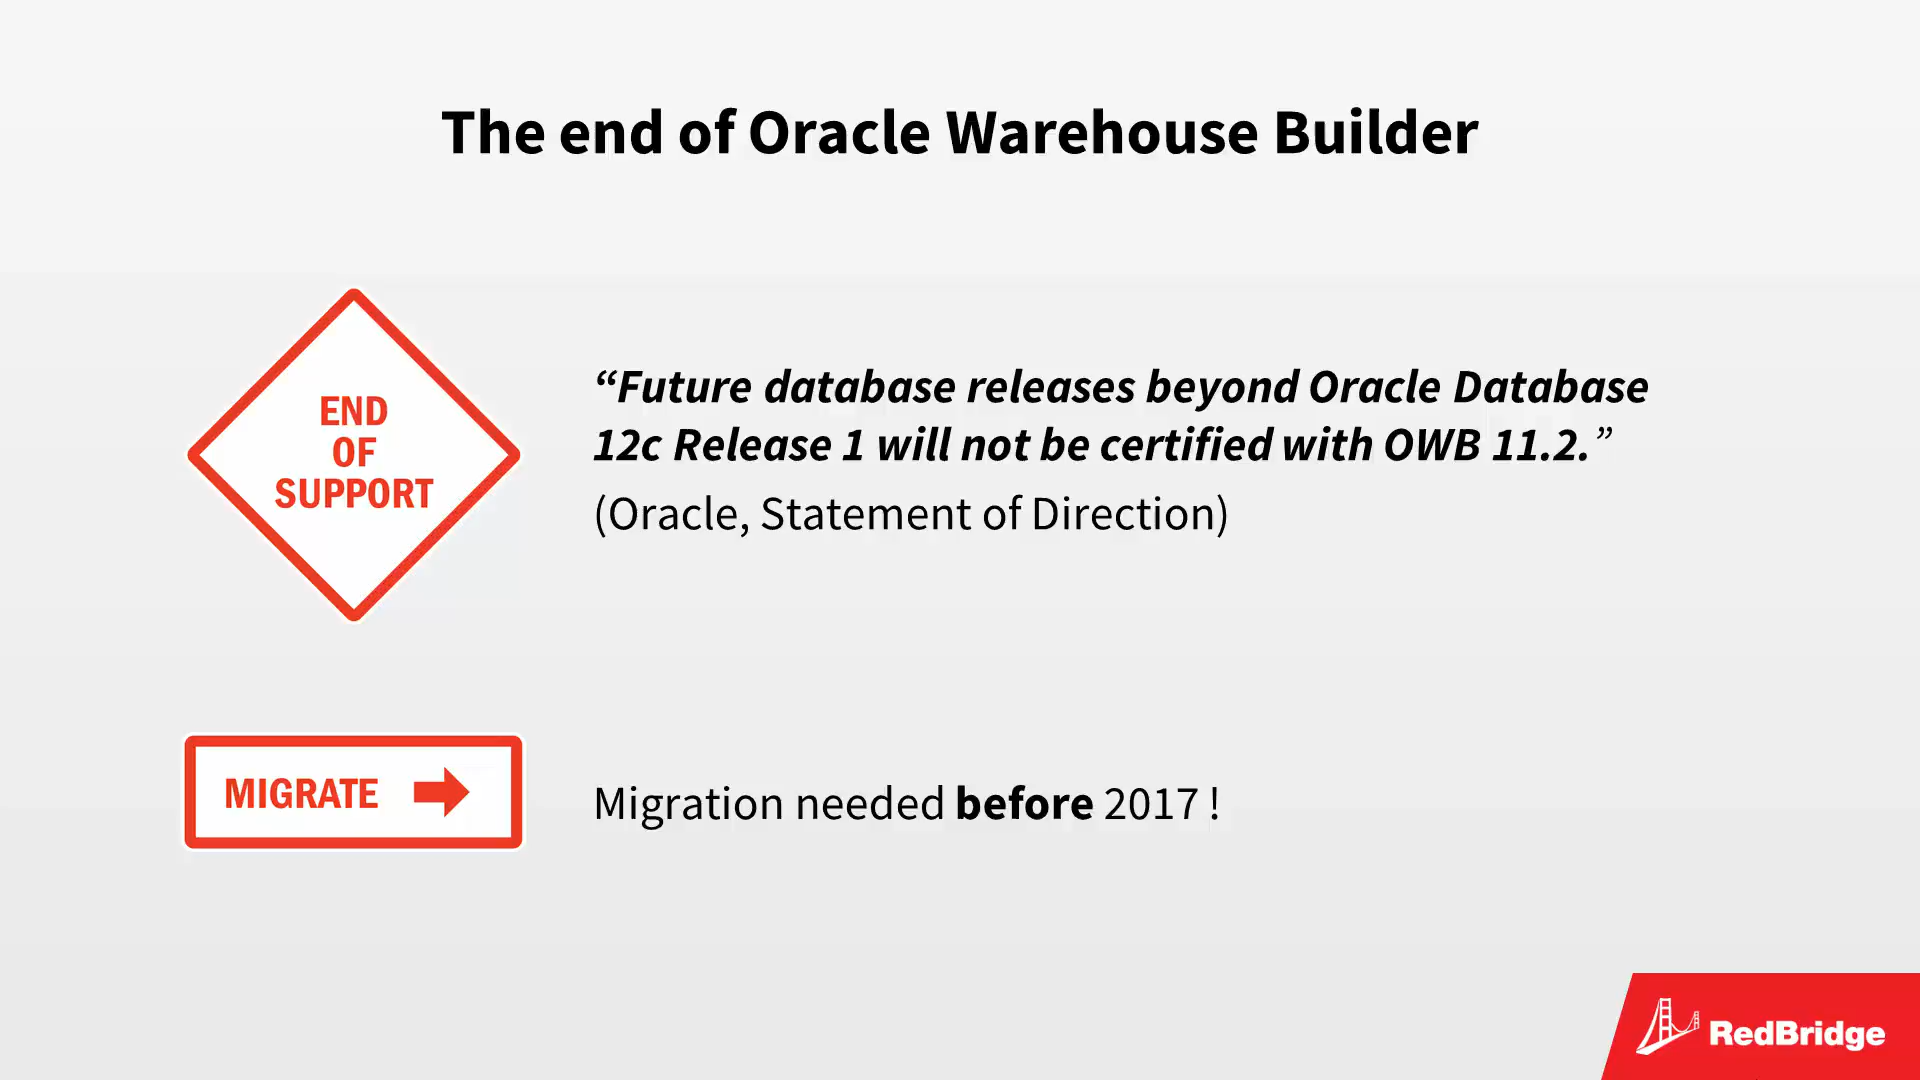 The end of Oracle Warehouse Builder
END
OF
SUPPORT
“Future database releases beyond Oracle Database
12c Release 1 will not be certified with OWB 11.2.”
(Oracle, Statement of Direction)
MIGRATE
Migration needed before 2017 !
RedBridge